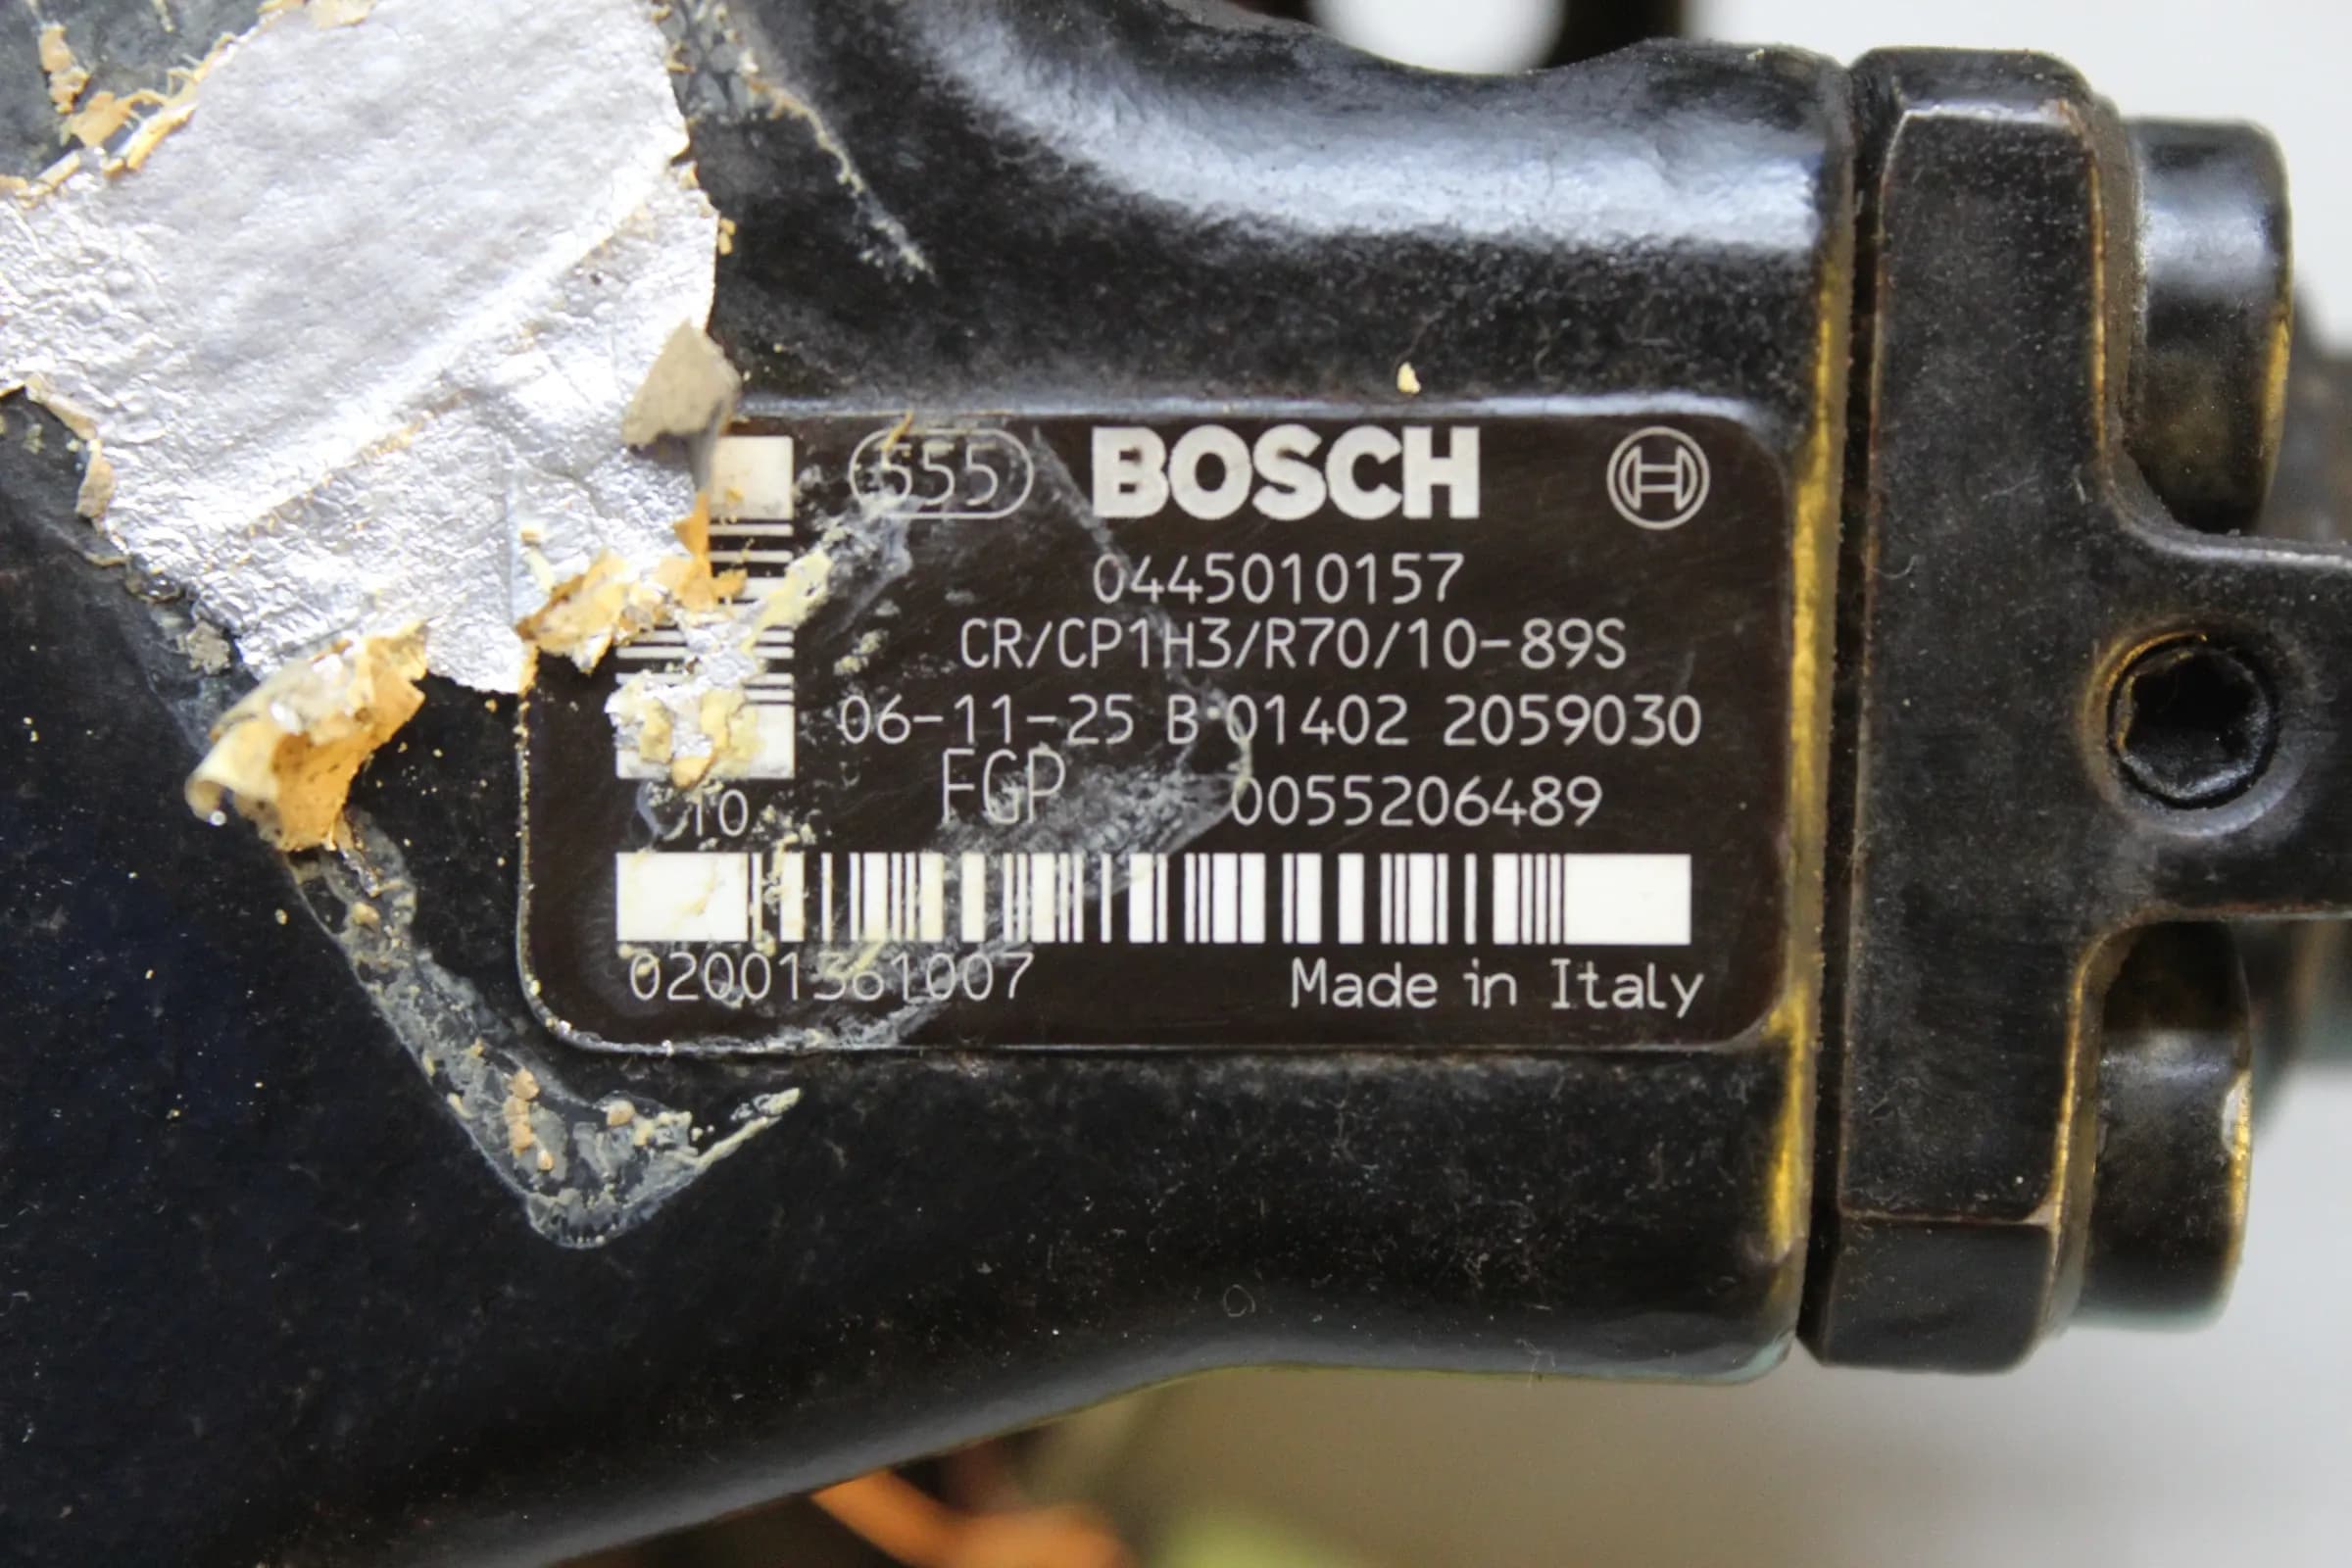 555 BOSCH
0445010157
CR/CP1H3/R70/10-89S
06-11-25 B 01402 2059030
10 FGP 0055206489
02001361007 Made in Italy